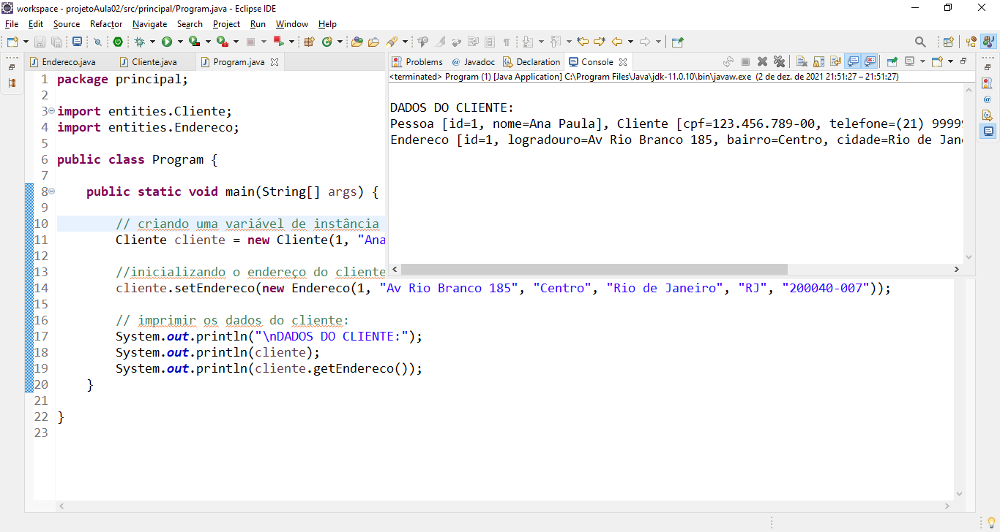 workspace - projetoAula02/src/principal/Program.java - Eclipse IDE
File Edit Source Refactor Navigate Search Project Run Window Help
Endereco.java Cliente.java Program.java
Problems Javadoc Declaration Console
<terminated> Program (1) [Java Application] C:\Program Files\Java\jdk-11.0.10\bin\javaw.exe (2 de dez. de 2021 21:51:27 – 21:51:27)
DADOS DO CLIENTE:
Pessoa [id=1, nome=Ana Paula], Cliente [cpf=123.456.789-00, telefone=(21) 9999
Endereco [id=1, logradouro=Av Rio Branco 185, bairro=Centro, cidade=Rio de Jan
1 package principal;
2
3 import entities.Cliente;
4 import entities.Endereco;
5
6 public class Program {
7
8 public static void main(String[] args) {
9
10 // criando uma variável de instância
11 Cliente cliente = new Cliente(1, "Ana
12
13 //inicializando o endereço do cliente
14 cliente.setEndereco(new Endereco(1, "Av Rio Branco 185", "Centro", "Rio de Janeiro", "RJ", "200040-007"));
15
16 // imprimir os dados do cliente:
17 System.out.println("\nDADOS DO CLIENTE:");
18 System.out.println(cliente);
19 System.out.println(cliente.getEndereco());
20 }
21
22 }
23